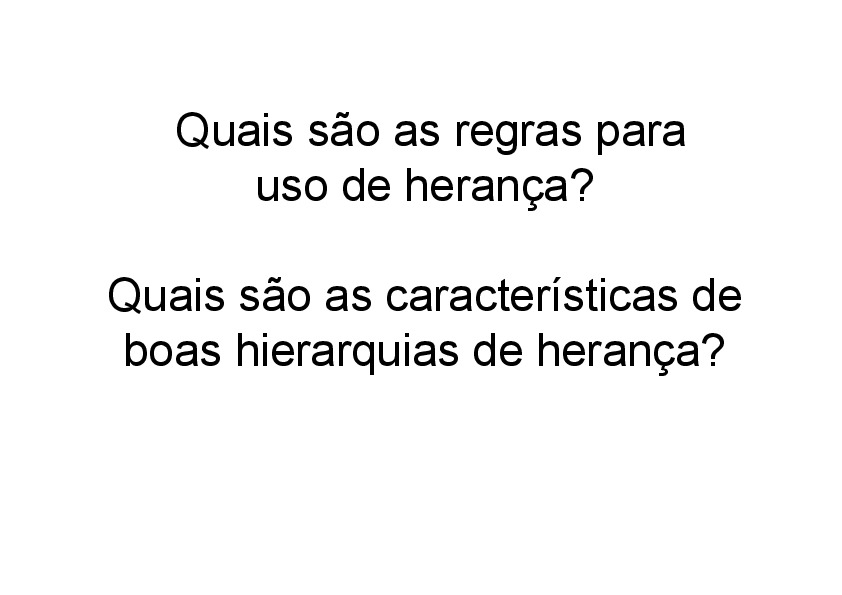 Quais são as regras para
uso de herança?
Quais são as características de
boas hierarquias de herança?